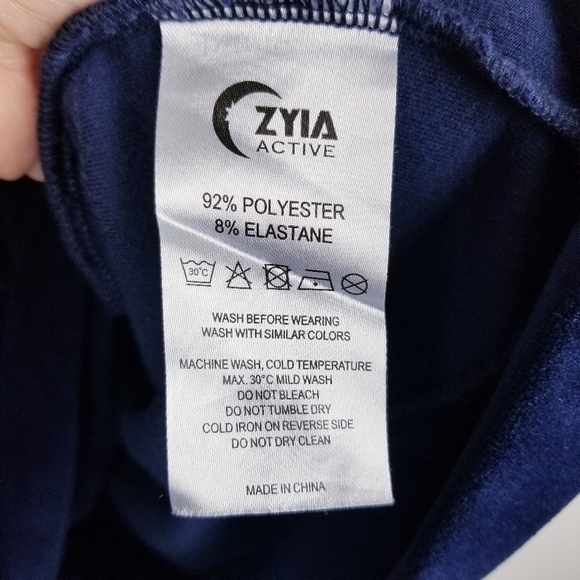 ZYIA
ACTIVE
92% POLYESTER
8% ELASTANE
30°C
WASH BEFORE WEARING
WASH WITH SIMILAR COLORS
MACHINE WASH, COLD TEMPERATURE
MAX. 30°C MILD WASH
DO NOT BLEACH
DO NOT TUMBLE DRY
COLD IRON ON REVERSE SIDE
DO NOT DRY CLEAN
MADE IN CHINA